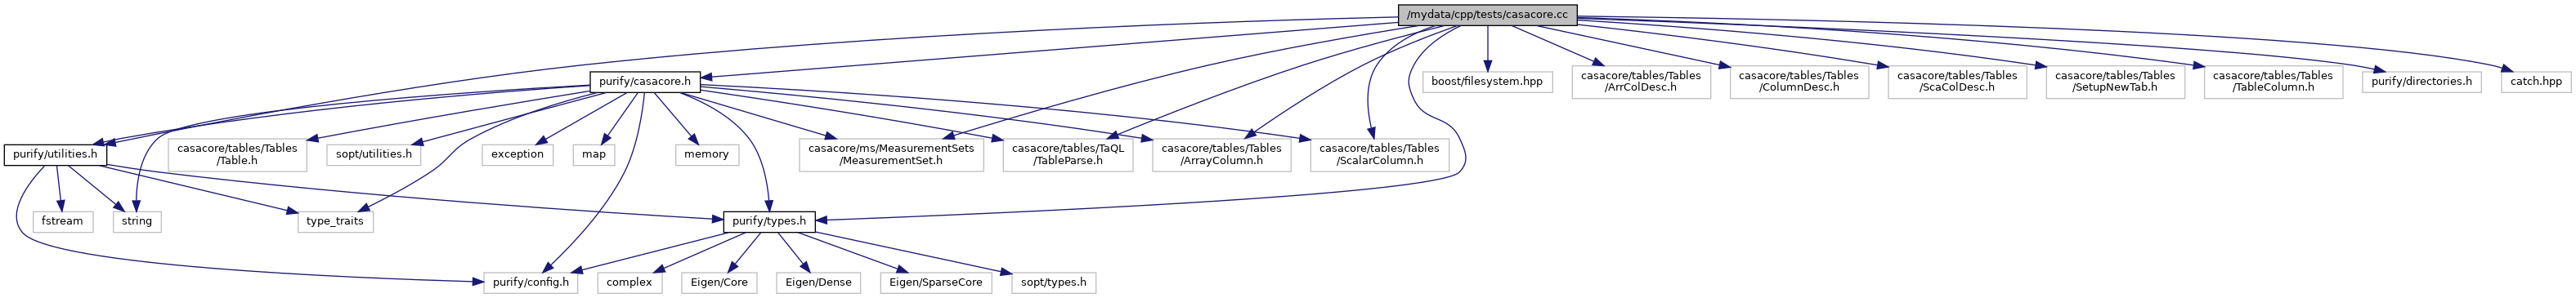 /mydata/cpp/tests/casacore.cc
purify/casacore.h
boost/filesystem.hpp
casacore/tables/Tables
/ArrColDesc.h
casacore/tables/Tables
/ColumnDesc.h
casacore/tables/Tables
/ScaColDesc.h
casacore/tables/Tables
/SetupNewTab.h
casacore/tables/Tables
/TableColumn.h
purify/directories.h
catch.hpp
purify/utilities.h
casacore/tables/Tables
/Table.h
sopt/utilities.h
exception
map
memory
casacore/ms/MeasurementSets
/MeasurementSet.h
casacore/tables/TaQL
/TableParse.h
casacore/tables/Tables
/ArrayColumn.h
casacore/tables/Tables
/ScalarColumn.h
fstream
string
type_traits
purify/types.h
purify/config.h
complex
Eigen/Core
Eigen/Dense
Eigen/SparseCore
sopt/types.h